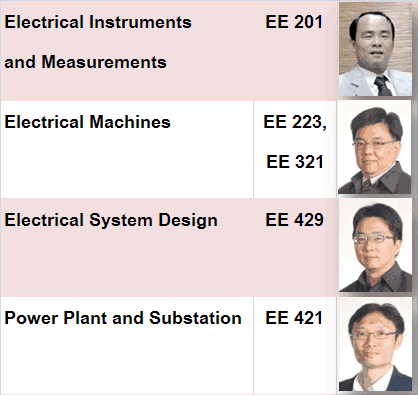 Electrical Instruments EE 201
and Measurements
Electrical Machines EE 223,
EE 321
Electrical System Design EE 429
Power Plant and Substation EE 421